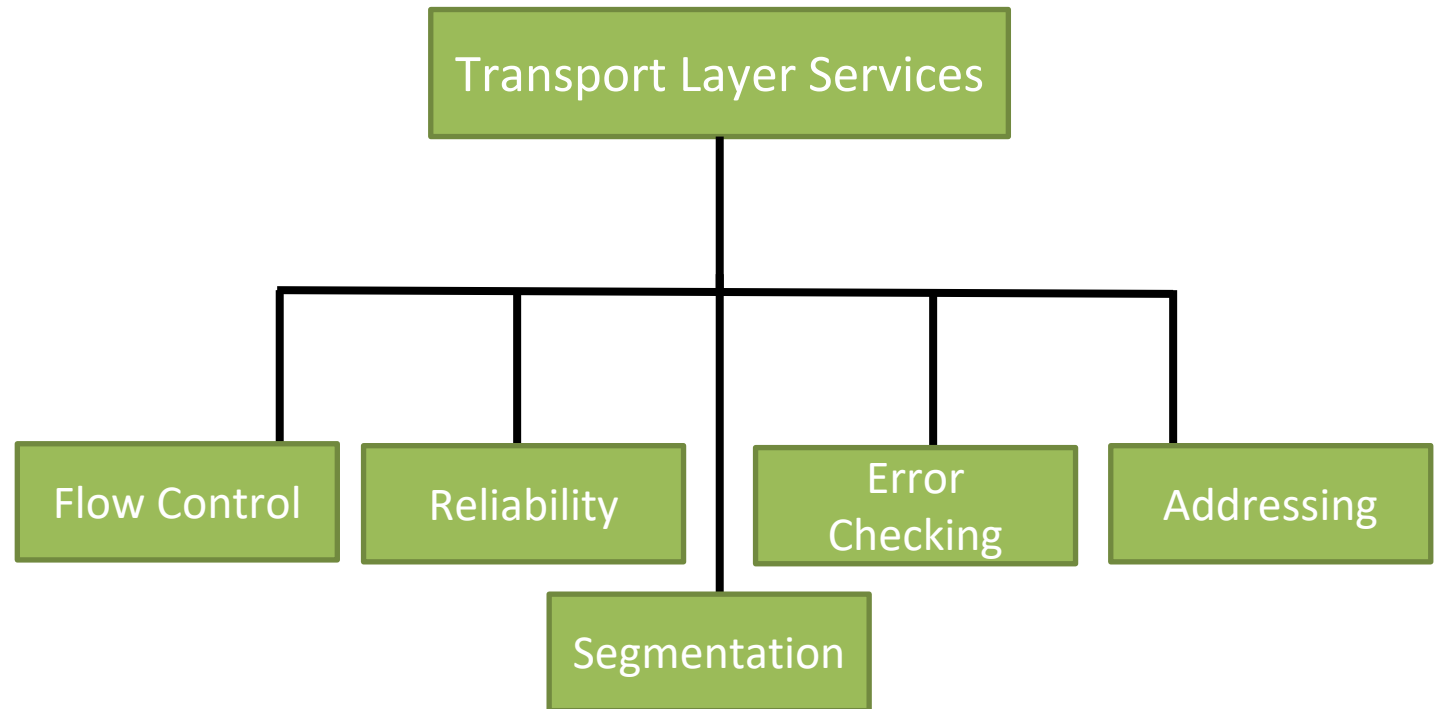 Transport Layer Services
Flow Control
Reliability
Error
Checking
Addressing
Segmentation